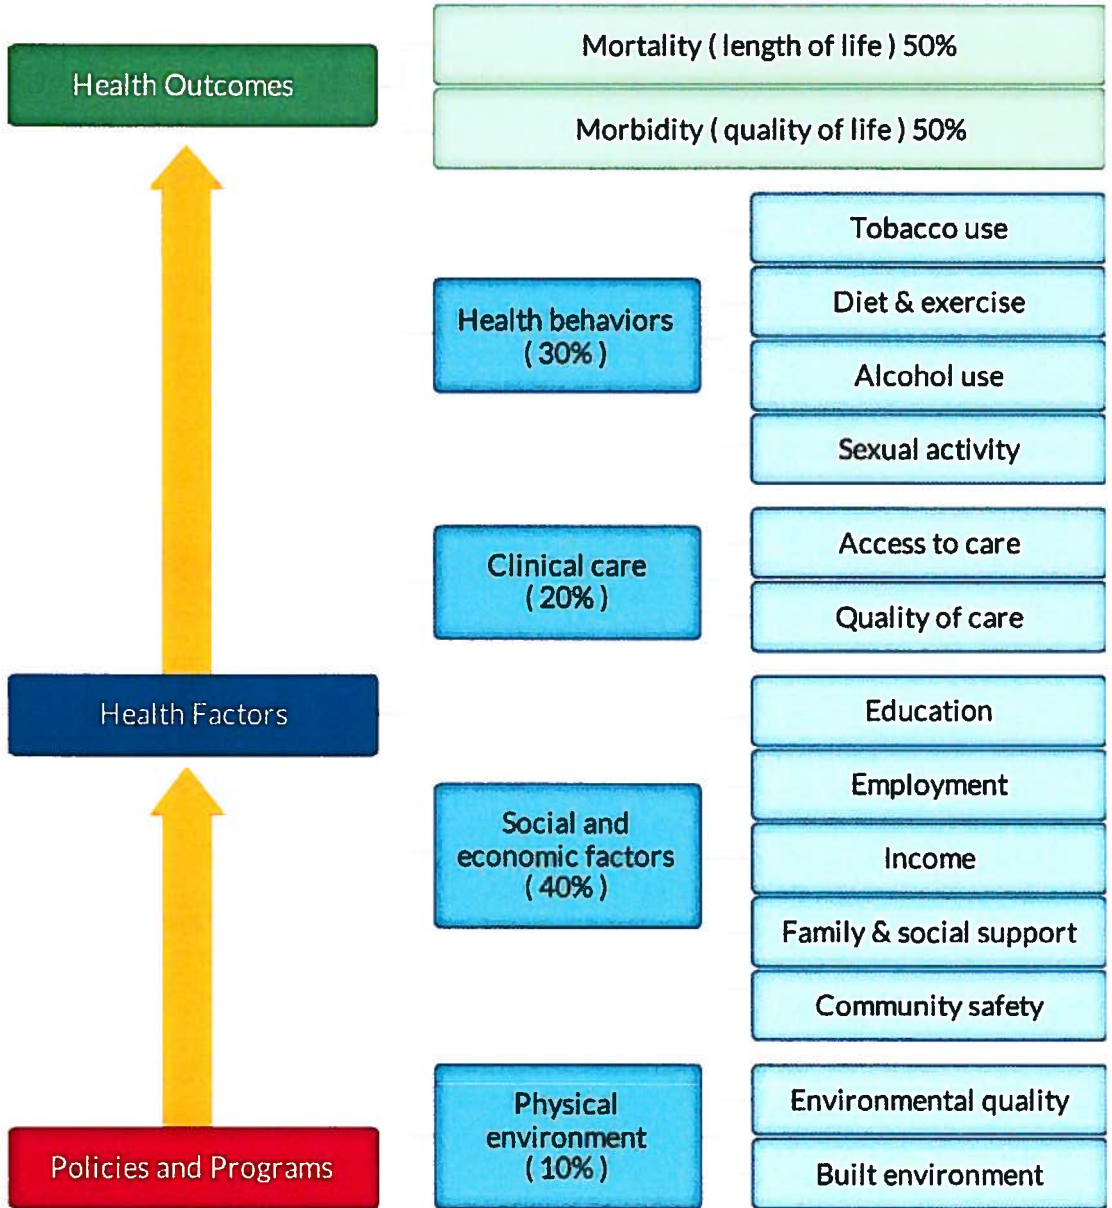 Health Outcomes
Mortality ( length of life ) 50%
Morbidity ( quality of life ) 50%
Tobacco use
Health behaviors
( 30% )
Diet & exercise
Alcohol use
Sexual activity
Clinical care
( 20% )
Access to care
Quality of care
Health Factors
Social and
economic factors
( 40% )
Education
Employment
Income
Family & social support
Community safety
Policies and Programs
Physical
environment
( 10% )
Environmental quality
Built environment